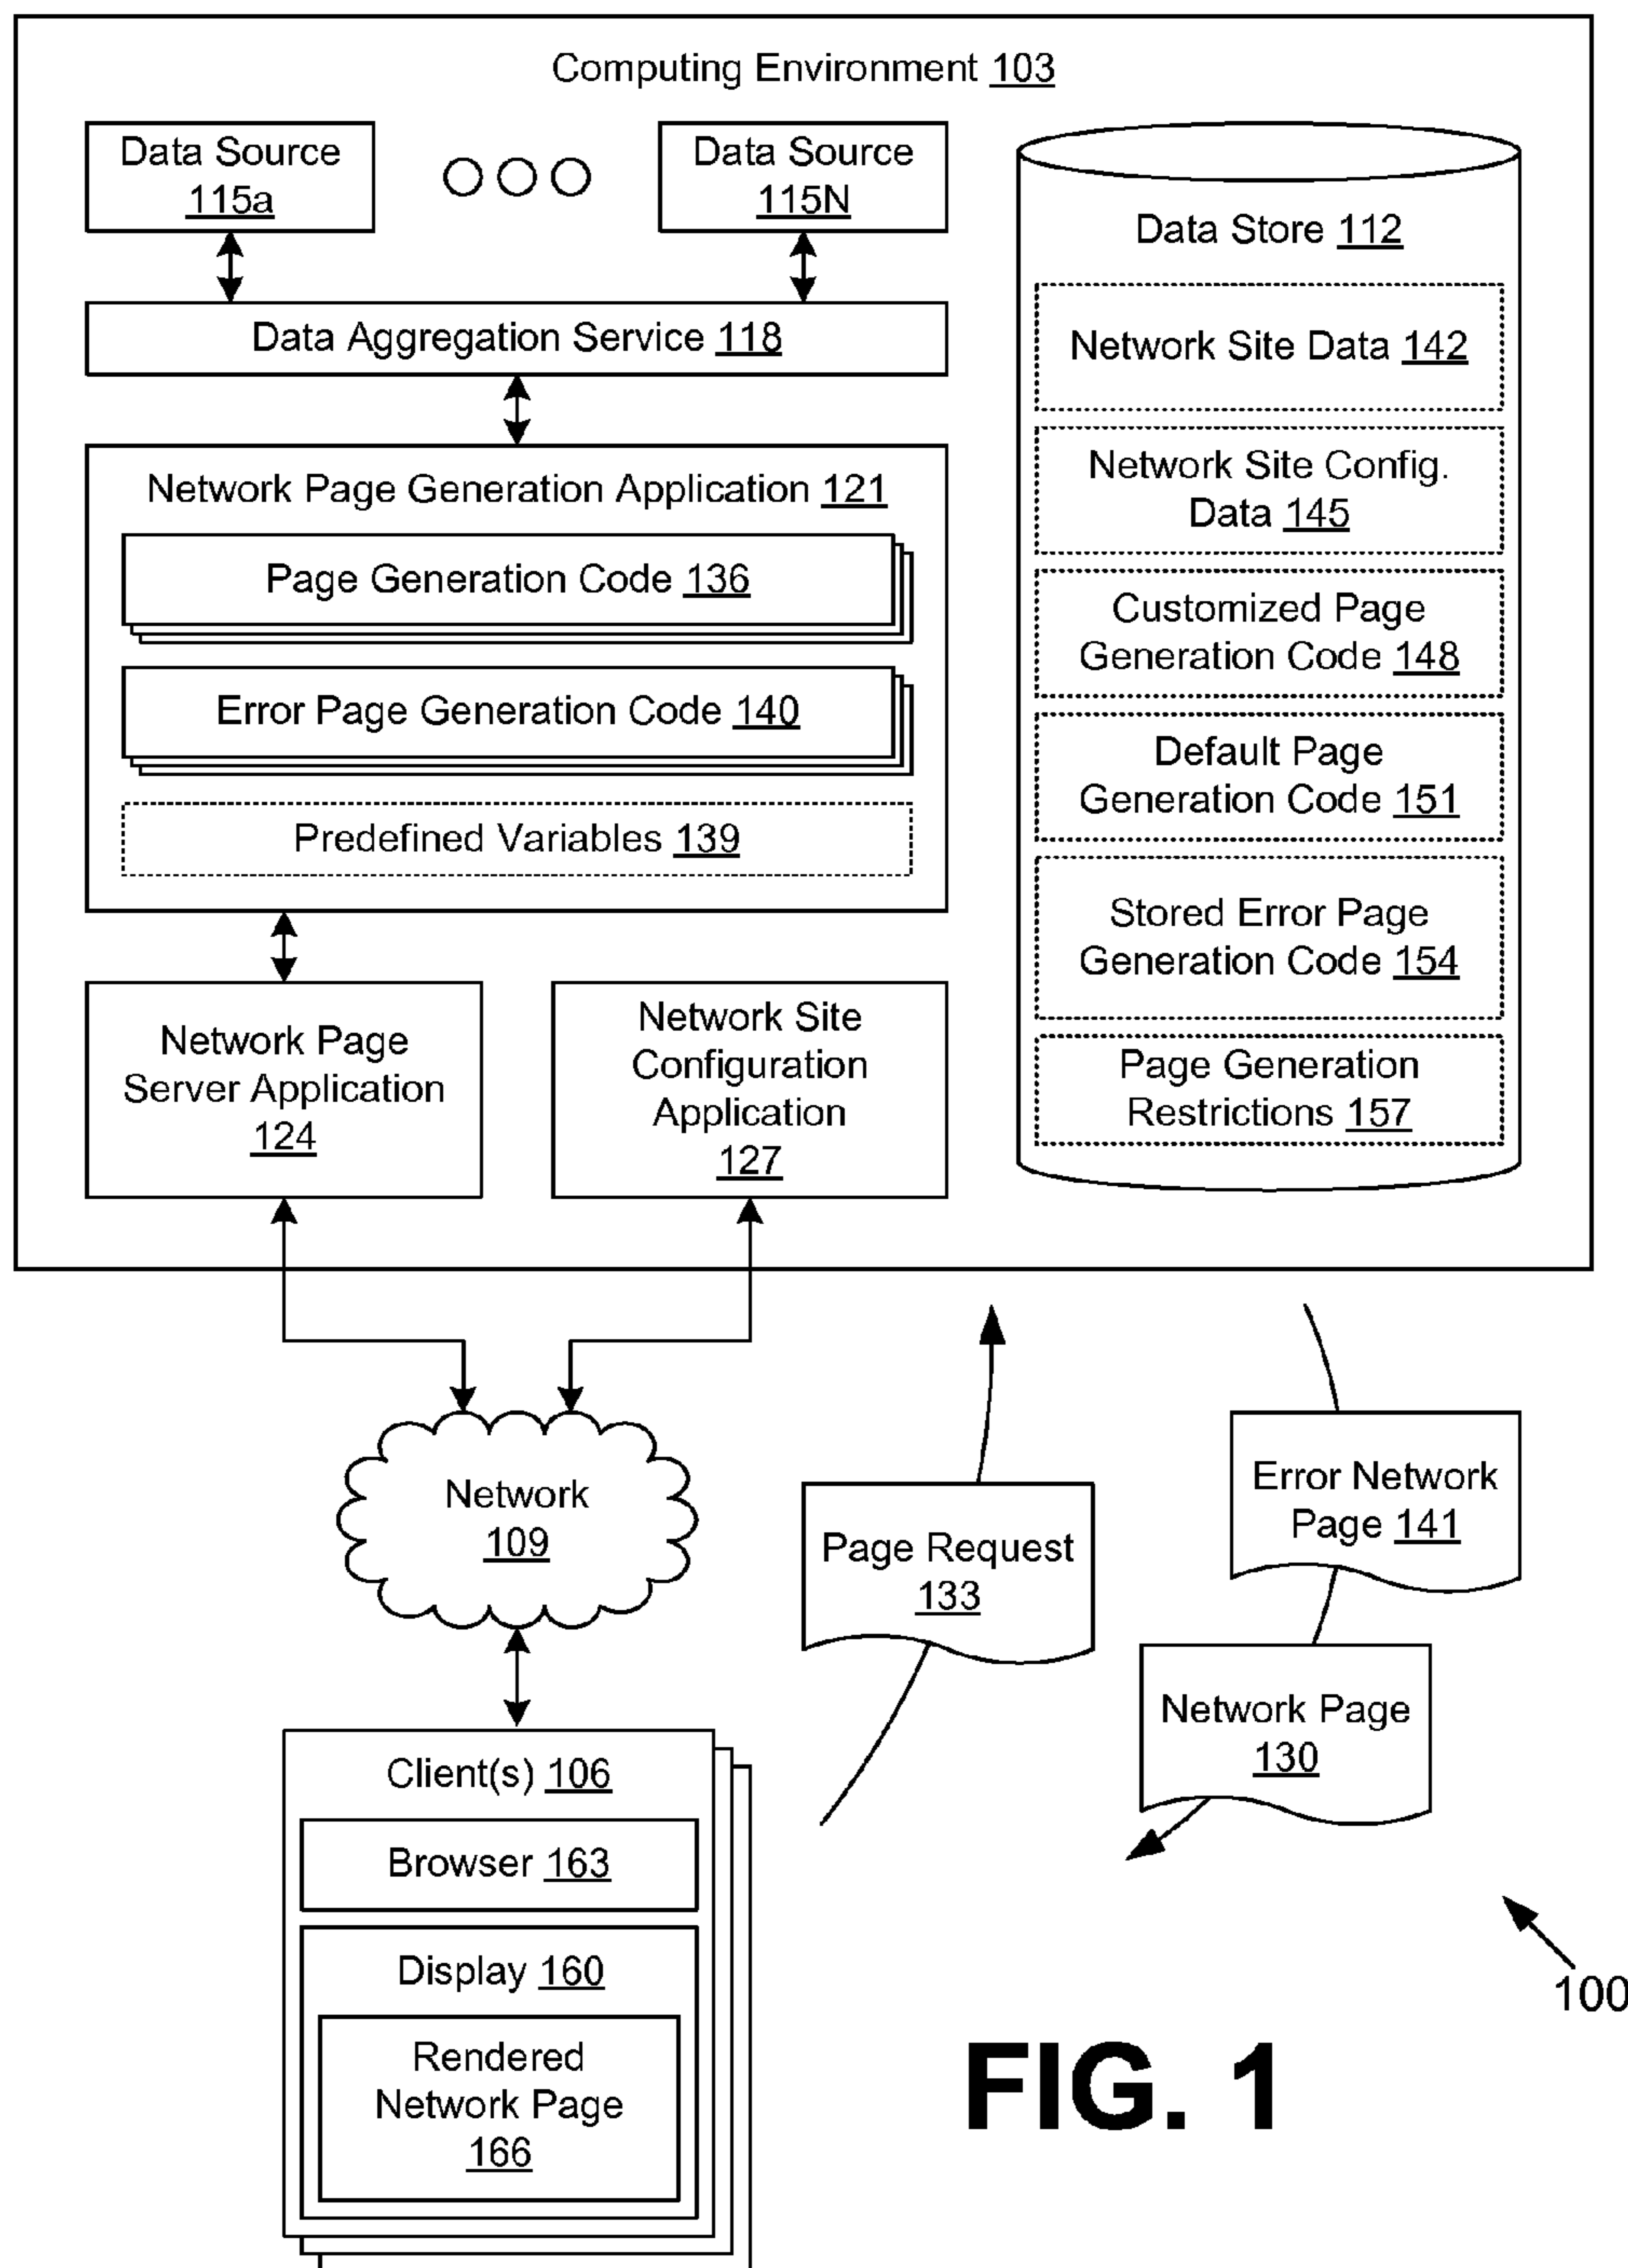 Computing Environment 103
Data Source
115a
Data Source
115N
Data Aggregation Service 118
Network Page Generation Application 121
Page Generation Code 136
Error Page Generation Code 140
Predefined Variables 139
Network Page
Server Application
124
Network Site
Configuration
Application
127
Data Store 112
Network Site Data 142
Network Site Config.
Data 145
Customized Page
Generation Code 148
Default Page
Generation Code 151
Stored Error Page
Generation Code 154
Page Generation
Restrictions 157
Network
109
Page Request
133
Error Network
Page 141
Network Page
130
Client(s) 106
Browser 163
Display 160
Rendered
Network Page
166
100
FIG. 1